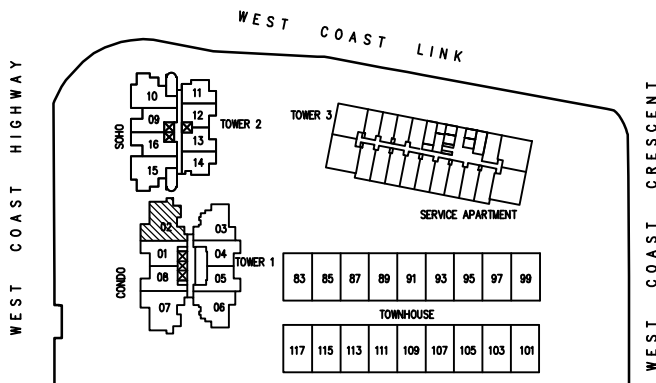 WEST COAST LINK
WEST COAST HIGHWAY
WEST COAST CRESCENT
10
11
09
12
16
13
15
14
SOHO
TOWER 2
TOWER 3
SERVICE APARTMENT
02
03
01
04
08
05
07
06
CONDO
TOWER 1
83 85 87 89 91 93 95 97 99
TOWNHOUSE
117 115 113 111 109 107 105 103 101